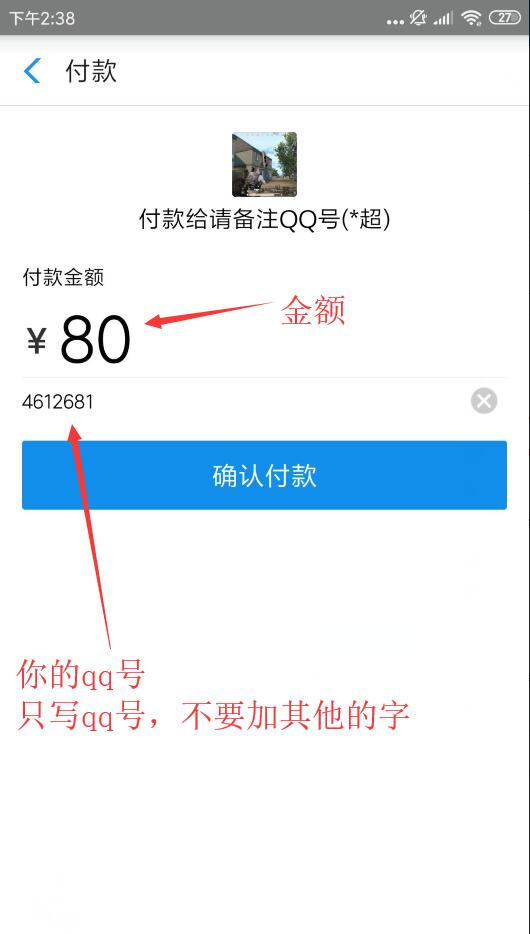 下午2:38
27
付款
付款给请备注QQ号(*超)
付款金额
¥80
金额
4612681
确认付款
你的qq号
只写qq号，不要加其他的字